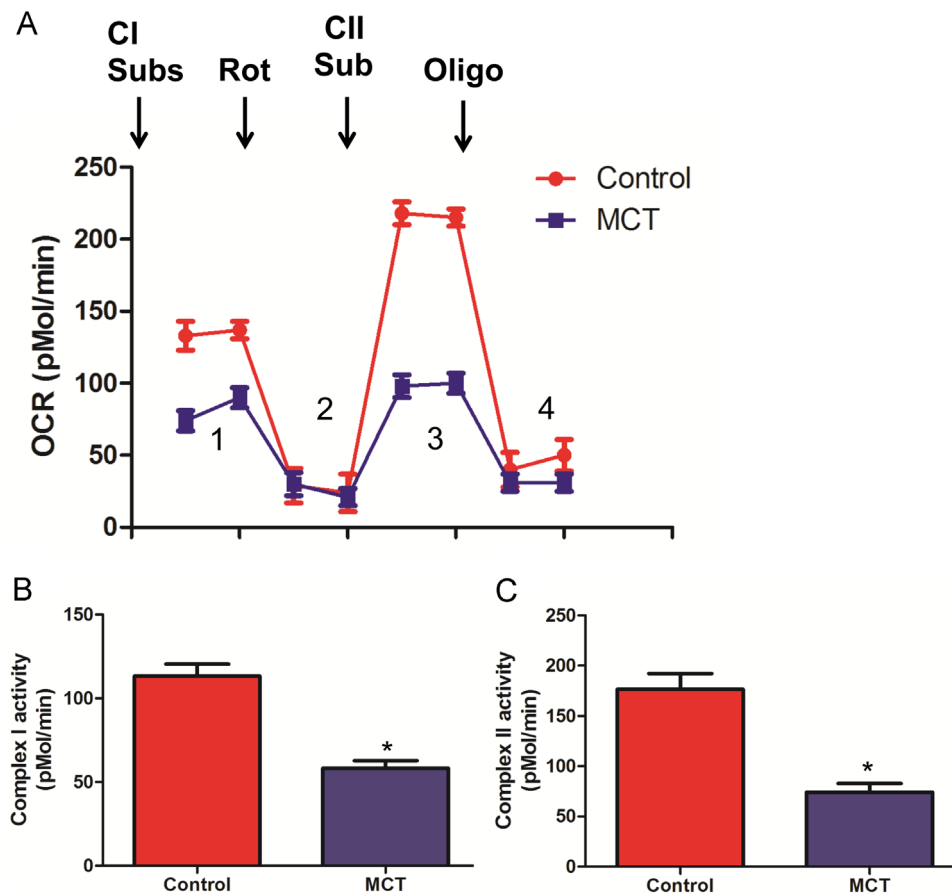 A
CI
Subs
Rot
CII
Sub
Oligo
250
200
150
100
50
0
OCR (pMol/min)
Control
MCT
1
2
3
4
B
150
100
50
0
Complex I activity
(pMol/min)
*
Control
MCT
C
250
200
150
100
50
0
Complex II activity
(pMol/min)
*
Control
MCT